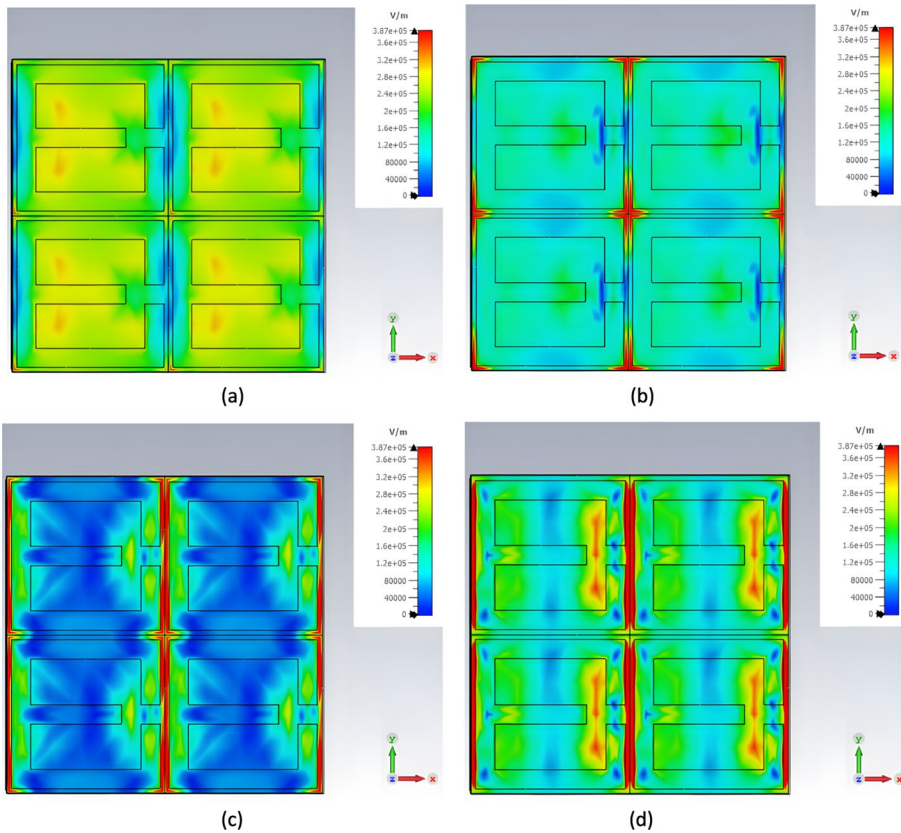 V/m
3.87e+05
3.6e+05
3.2e+05
2.8e+05
2.4e+05
2e+05
1.6e+05
1.2e+05
80000
40000
0
y
z
x
(a)
V/m
3.87e+05
3.6e+05
3.2e+05
2.8e+05
2.4e+05
2e+05
1.6e+05
1.2e+05
80000
40000
0
y
z
x
(b)
V/m
3.87e+05
3.6e+05
3.2e+05
2.8e+05
2.4e+05
2e+05
1.6e+05
1.2e+05
80000
40000
0
y
z
x
(c)
V/m
3.87e+05
3.6e+05
3.2e+05
2.8e+05
2.4e+05
2e+05
1.6e+05
1.2e+05
80000
40000
0
y
z
x
(d)